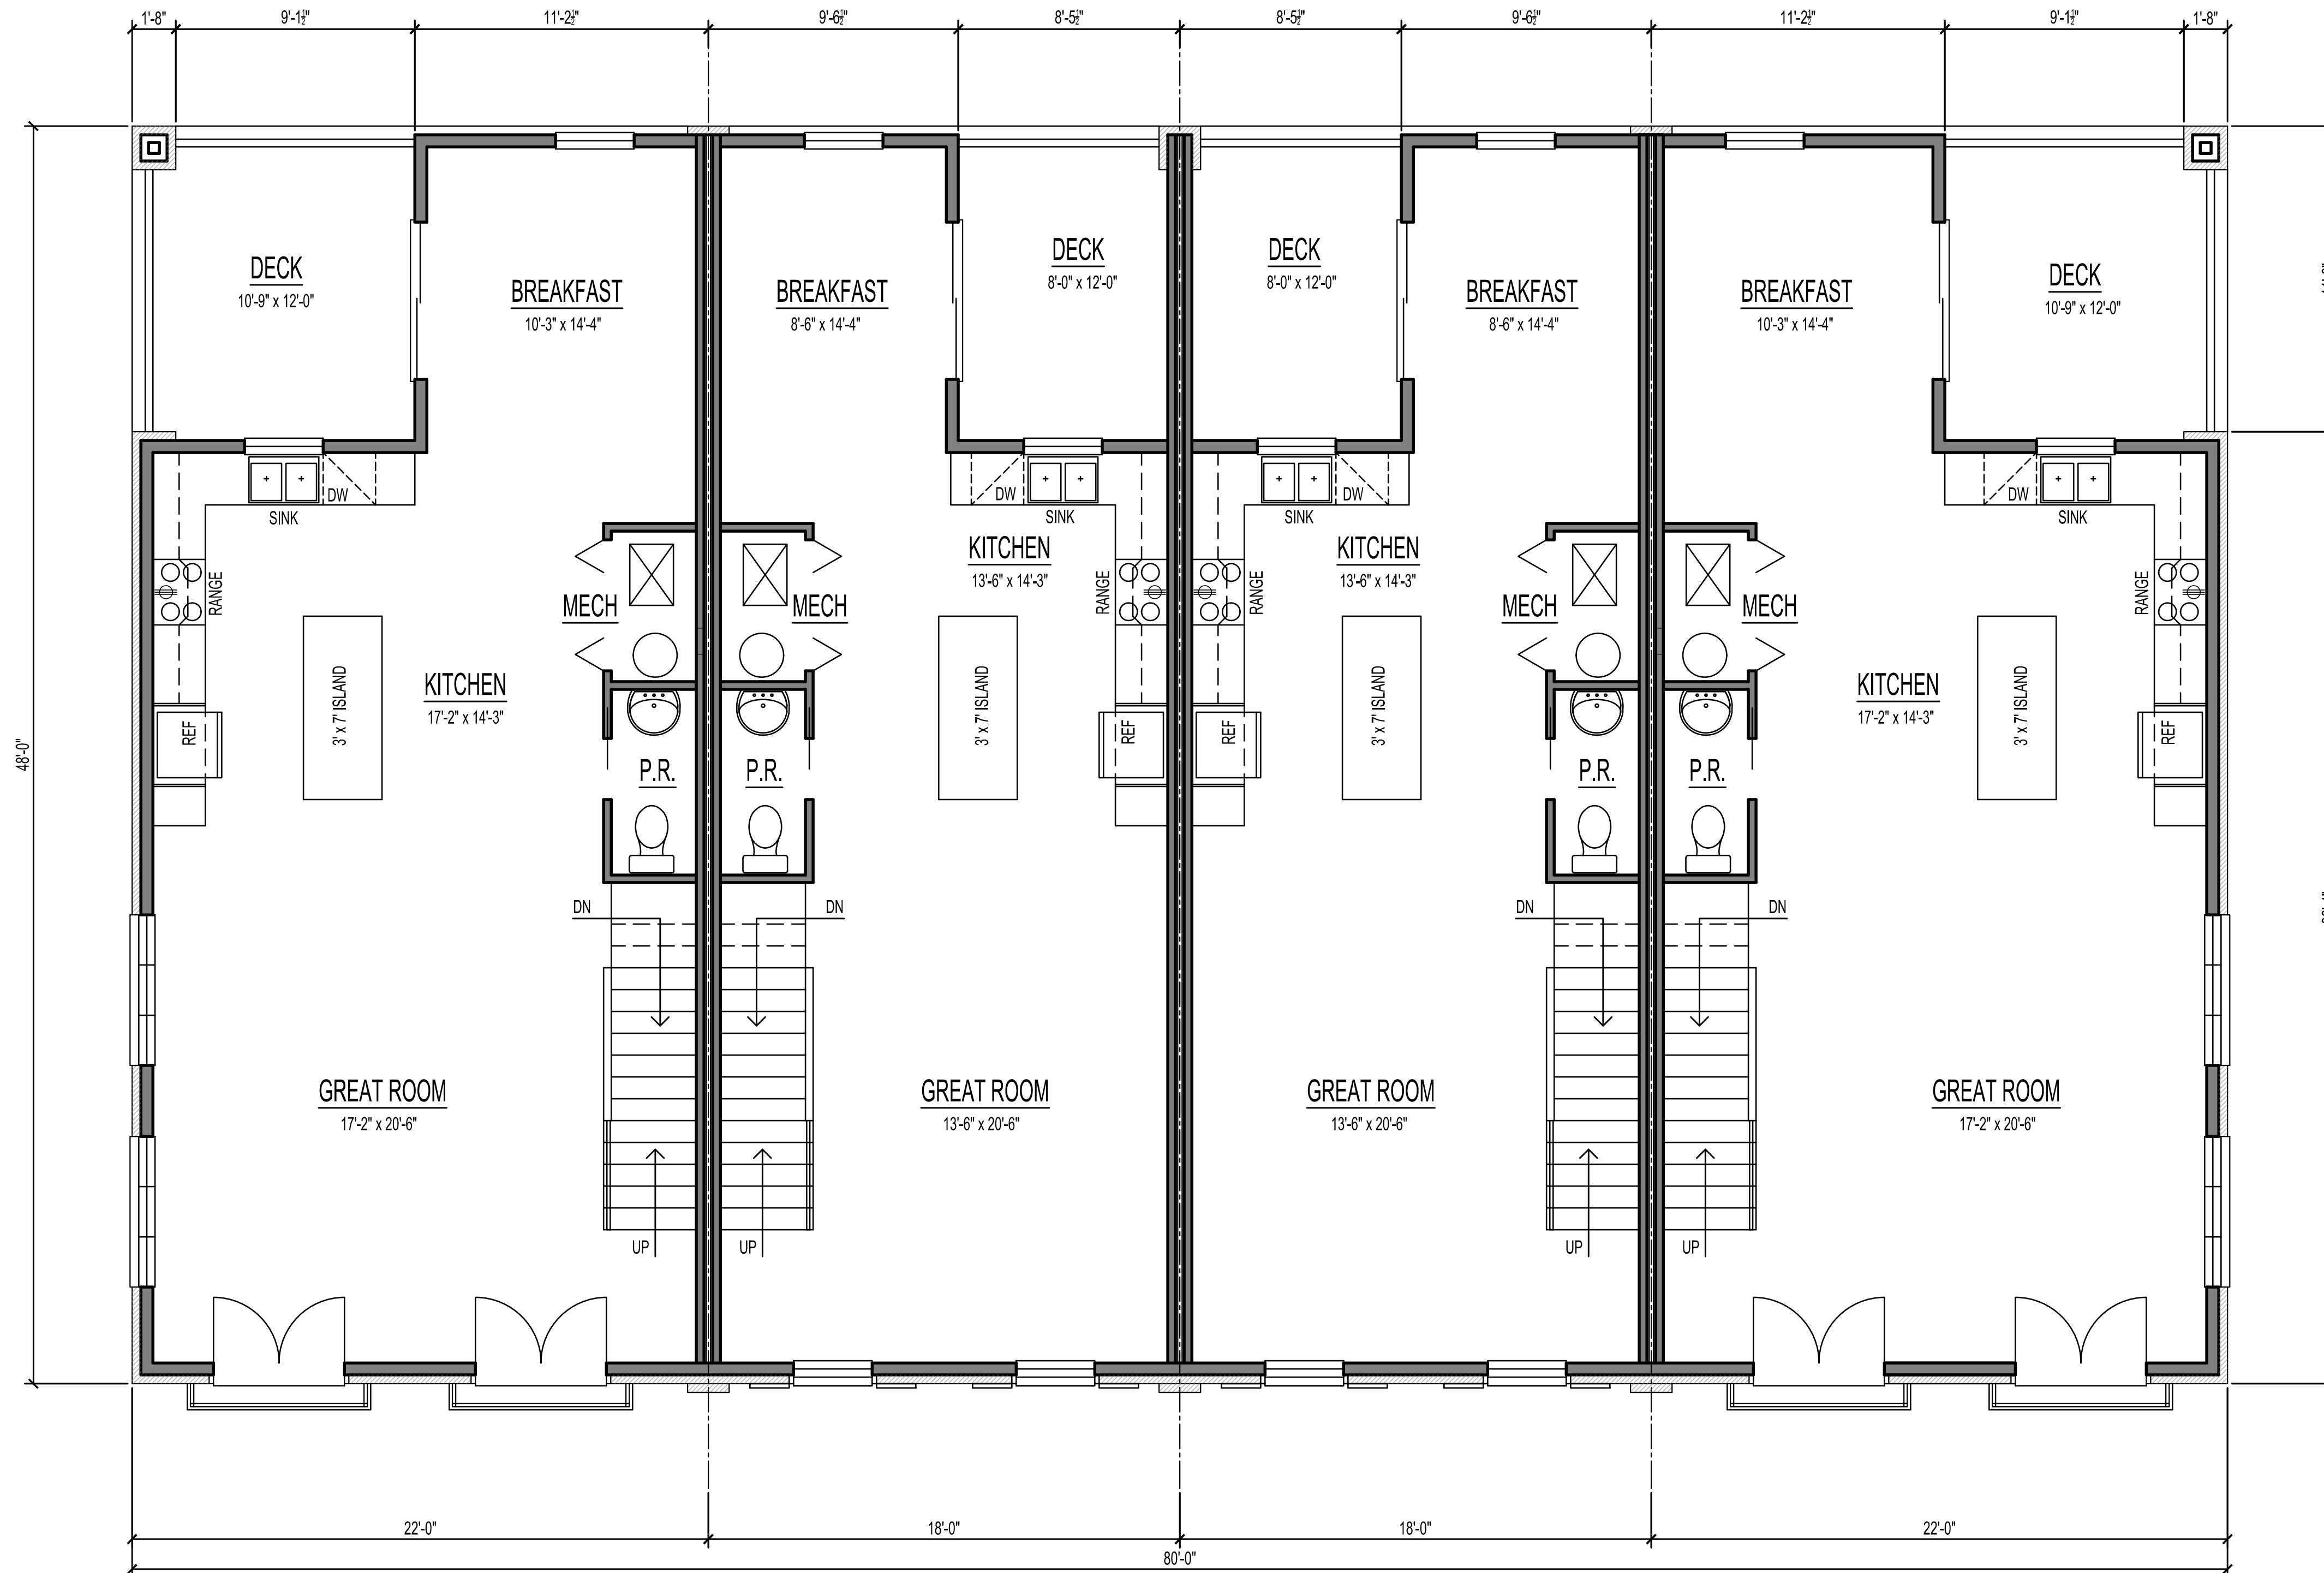 1'-8"
9'-1½"
11'-2½"
9'-6½"
8'-5½"
8'-5½"
9'-6½"
11'-2½"
9'-1½"
1'-8"
DECK
10'-9" x 12'-0"
BREAKFAST
10'-3" x 14'-4"
BREAKFAST
8'-6" x 14'-4"
DECK
8'-0" x 12'-0"
DECK
8'-0" x 12'-0"
BREAKFAST
8'-6" x 14'-4"
BREAKFAST
10'-3" x 14'-4"
DECK
10'-9" x 12'-0"
DW
SINK
DW
SINK
DW
SINK
DW
SINK
KITCHEN
13'-6" x 14'-3"
KITCHEN
13'-6" x 14'-3"
RANGE
MECH
MECH
RANGE
RANGE
MECH
MECH
RANGE
KITCHEN
17'-2" x 14'-3"
KITCHEN
17'-2" x 14'-3"
REF
3' x 7' ISLAND
3' x 7' ISLAND
REF
REF
3' x 7' ISLAND
3' x 7' ISLAND
REF
48'-0"
P.R.
P.R.
P.R.
P.R.
DN
DN
DN
DN
GREAT ROOM
17'-2" x 20'-6"
GREAT ROOM
13'-6" x 20'-6"
GREAT ROOM
13'-6" x 20'-6"
GREAT ROOM
17'-2" x 20'-6"
UP
UP
UP
UP
22'-0"
18'-0"
18'-0"
22'-0"
80'-0"